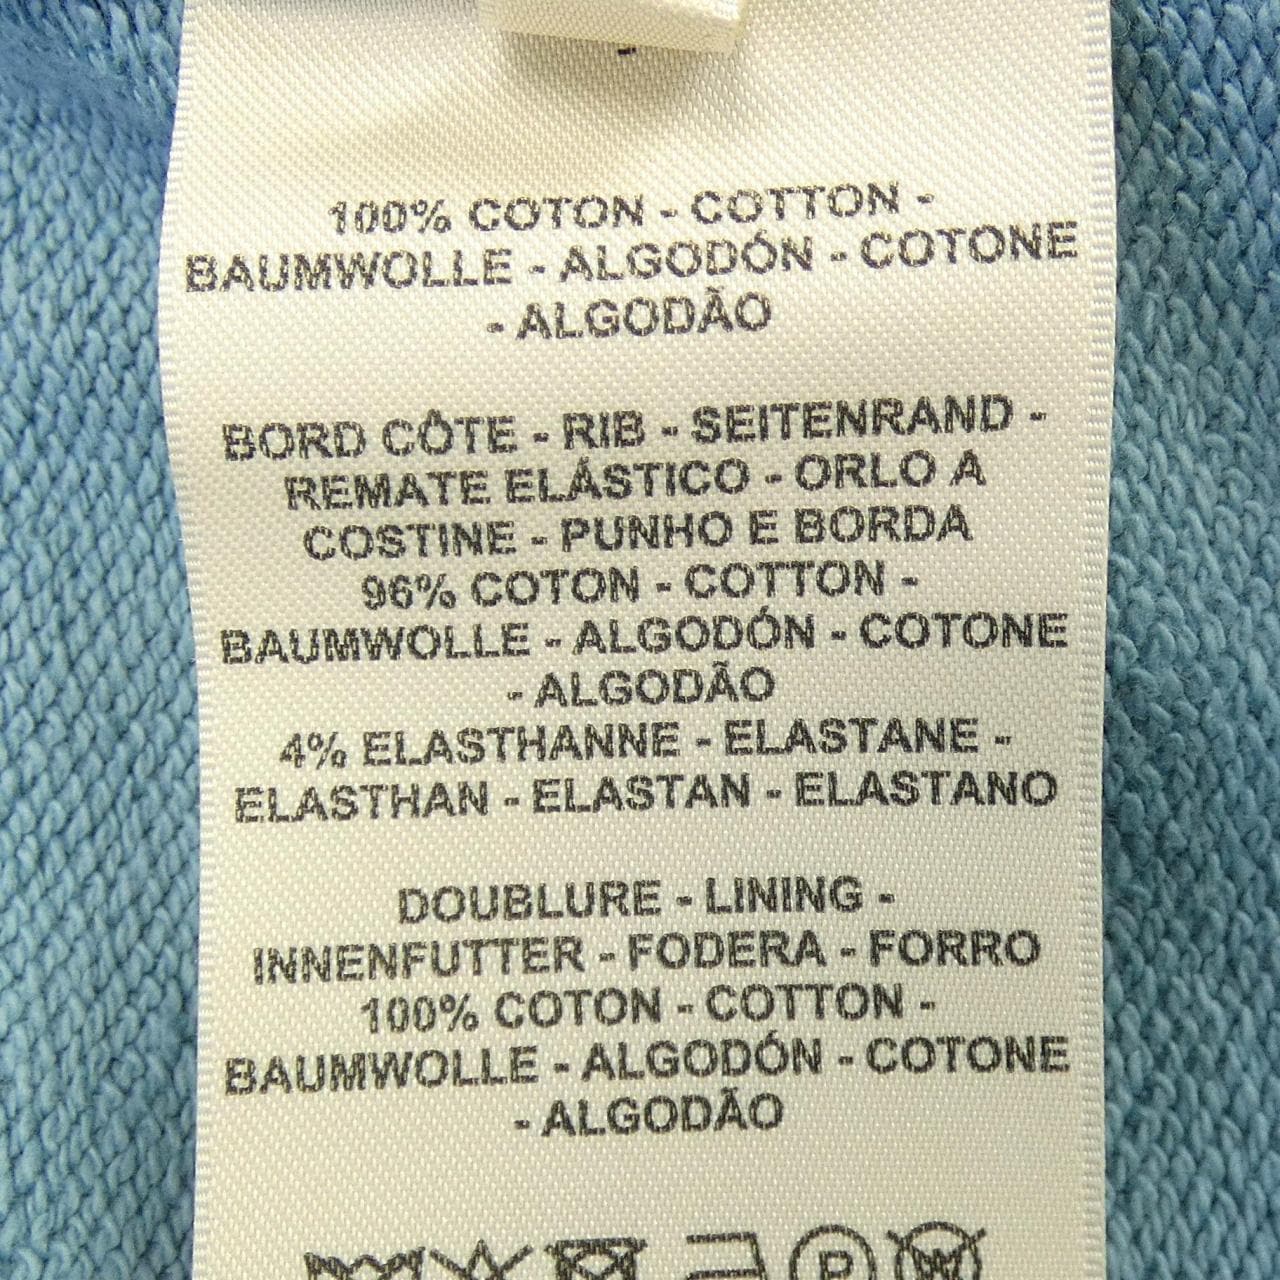 100% COTON - COTTON -
BAUMWOLLE - ALGODÓN - COTONE
- ALGODÃO
BORD CÔTE - RIB - SEITENRAND -
REMATE ELÁSTICO - ORLO A
COSTINE - PUNHO E BORDA
96% COTON - COTTON -
BAUMWOLLE - ALGODÓN - COTONE
- ALGODÃO
4% ELASTHANNE - ELASTANE -
ELASTHAN - ELASTAN - ELASTANO
DOUBLURE - LINING -
INNENFUTTER - FODERA - FORRO
100% COTON - COTTON -
BAUMWOLLE - ALGODÓN - COTONE
- ALGODÃO
P W